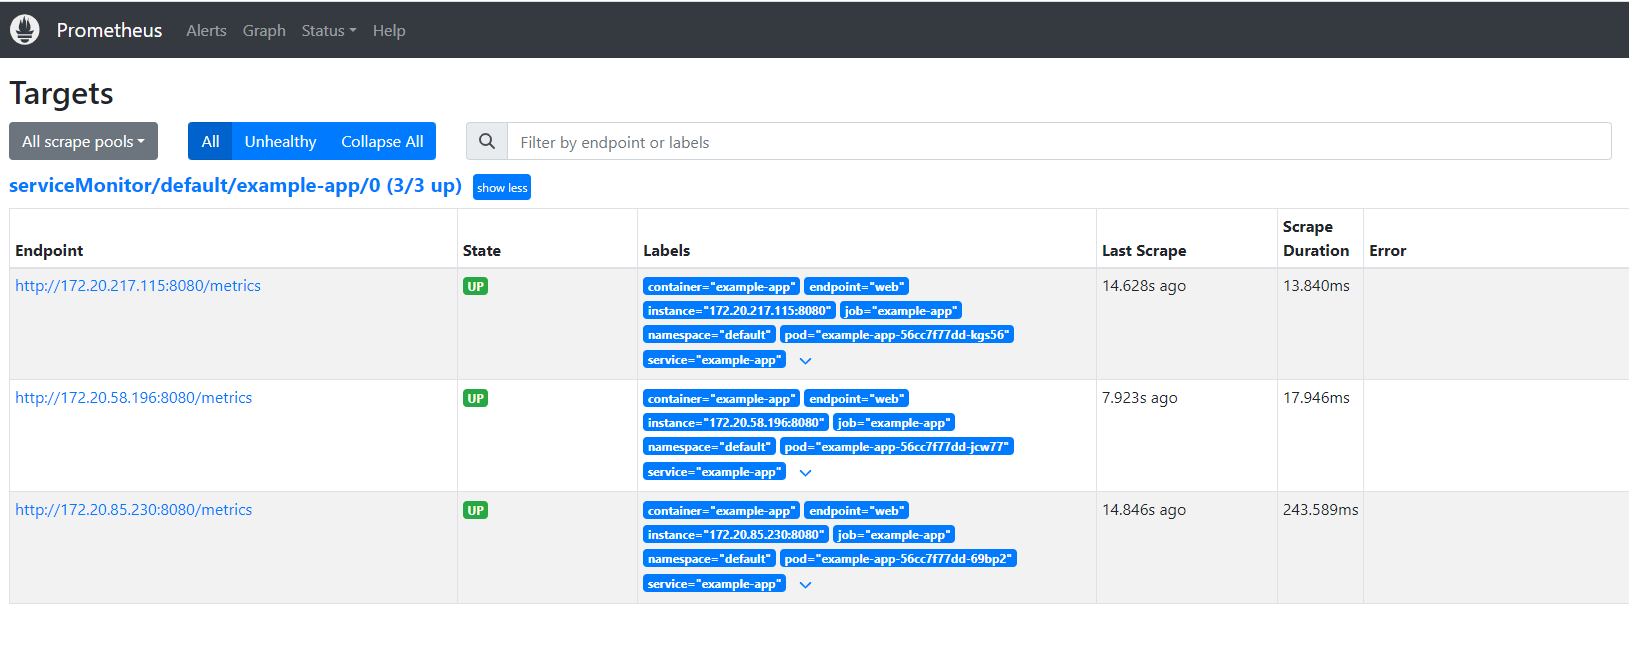 Prometheus Alerts Graph Status Help
Targets
All scrape pools All Unhealthy Collapse All Filter by endpoint or labels
serviceMonitor/default/example-app/0 (3/3 up) show less
Endpoint State Labels Last Scrape Scrape Duration Error
http://172.20.217.115:8080/metrics UP container="example-app" endpoint="web" 14.628s ago 13.840ms
instance="172.20.217.115:8080" job="example-app"
namespace="default" pod="example-app-56cc7f77dd-kgs56"
service="example-app"
http://172.20.58.196:8080/metrics UP container="example-app" endpoint="web" 7.923s ago 17.946ms
instance="172.20.58.196:8080" job="example-app"
namespace="default" pod="example-app-56cc7f77dd-jcw77"
service="example-app"
http://172.20.85.230:8080/metrics UP container="example-app" endpoint="web" 14.846s ago 243.589ms
instance="172.20.85.230:8080" job="example-app"
namespace="default" pod="example-app-56cc7f77dd-69bp2"
service="example-app"